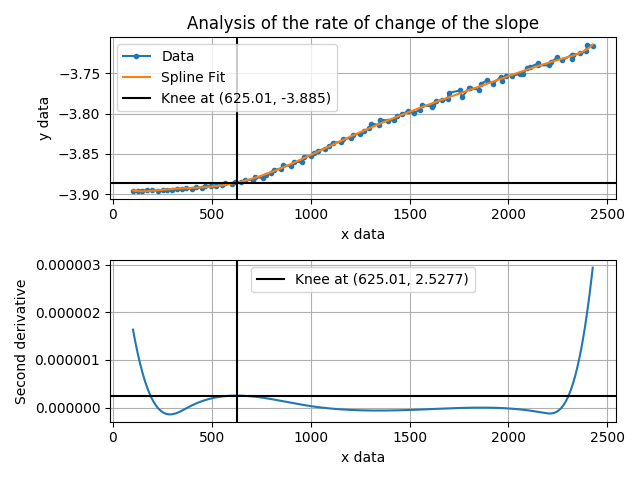 Analysis of the rate of change of the slope
Data
Spline Fit
Knee at (625.01, -3.885)
y data
−3.75
−3.80
−3.85
−3.90
0 500 1000 1500 2000 2500
x data
Second derivative
0.000003
0.000002
0.000001
0.000000
Knee at (625.01, 2.5277)
0 500 1000 1500 2000 2500
x data